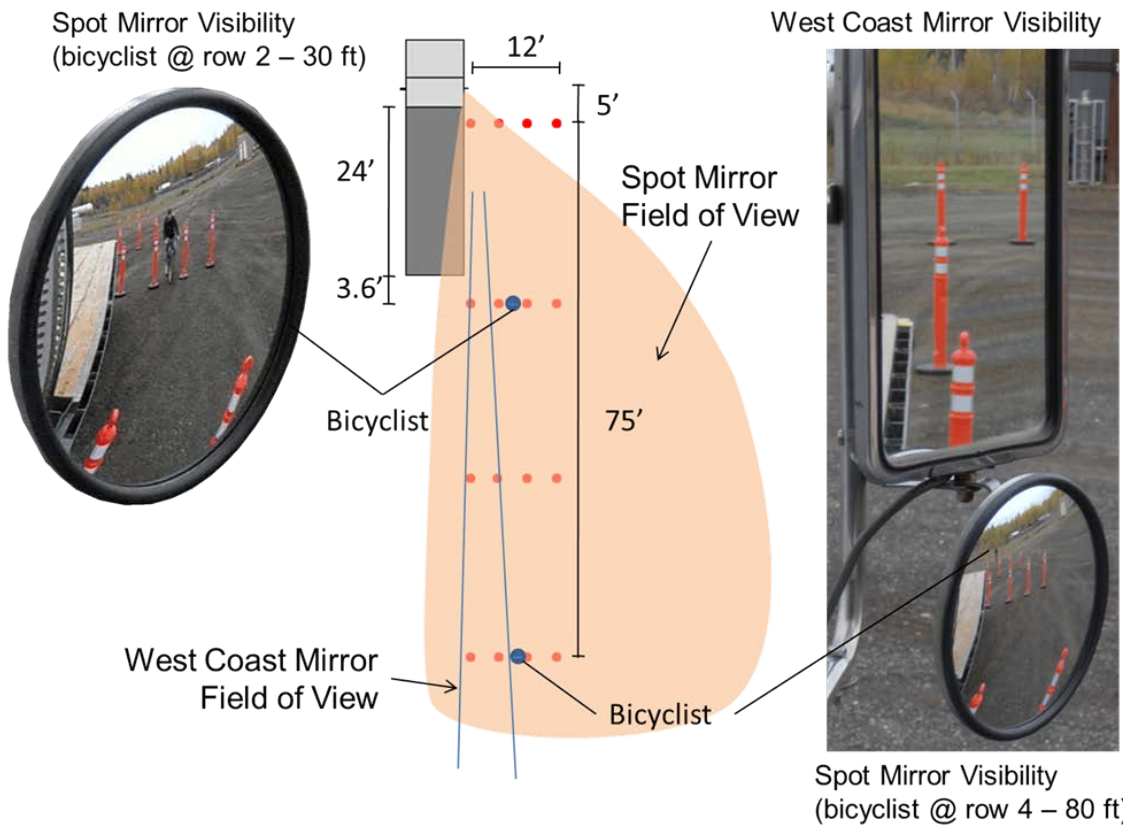 Spot Mirror Visibility
(bicyclist @ row 2 – 30 ft)
West Coast Mirror Visibility
12’
5’
24’
Spot Mirror
Field of View
3.6’
Bicyclist
75’
West Coast Mirror
Field of View
Bicyclist
Spot Mirror Visibility
(bicyclist @ row 4 – 80 ft)